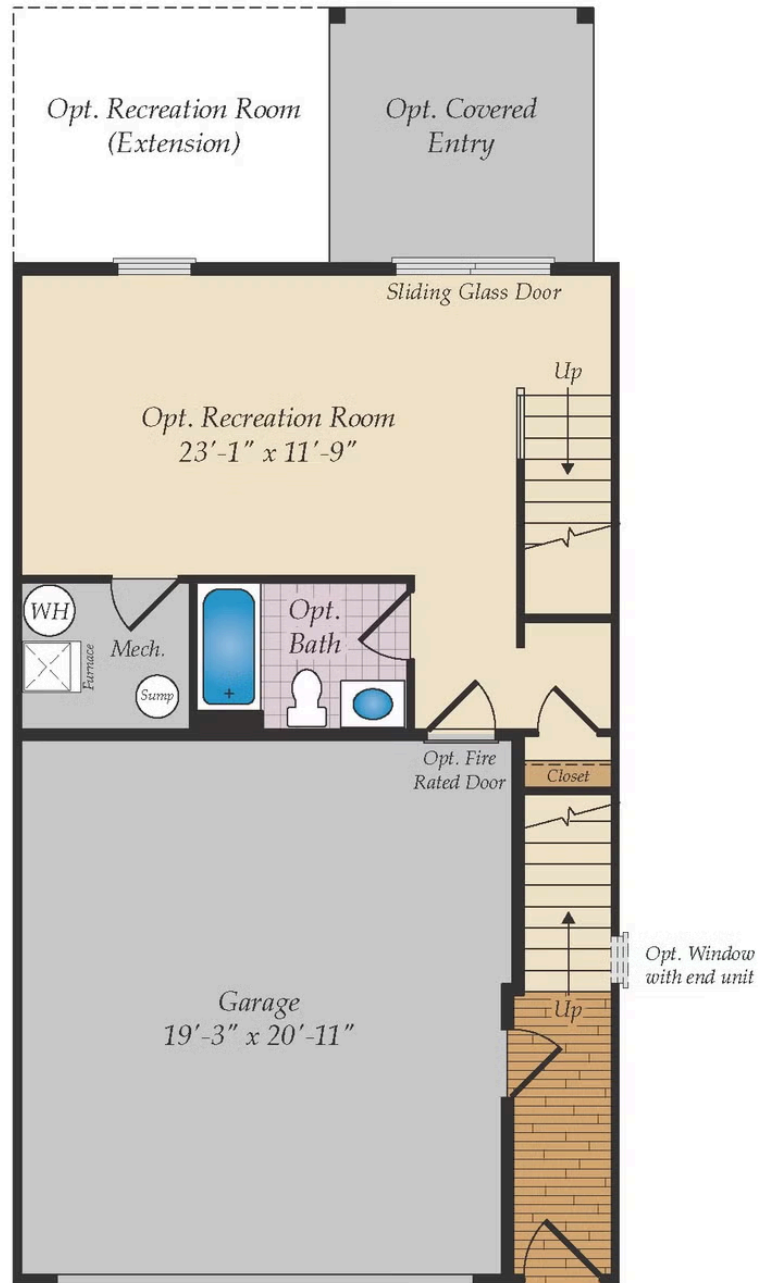 Opt. Recreation Room
(Extension)
Opt. Covered
Entry
Sliding Glass Door
Up
Opt. Recreation Room
23'-1" x 11'-9"
WH
Furnace
Mech.
Sump
Opt.
Bath
Opt. Fire
Rated Door
Closet
Opt. Window
with end unit
Up
Garage
19'-3" x 20'-11"